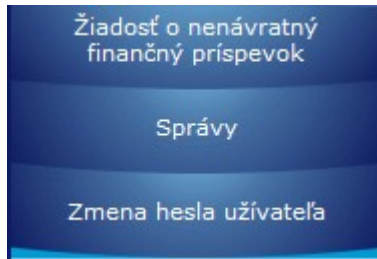 Žiadosť o nenávratný
finančný príspevok
Správy
Zmena hesla užívateľa